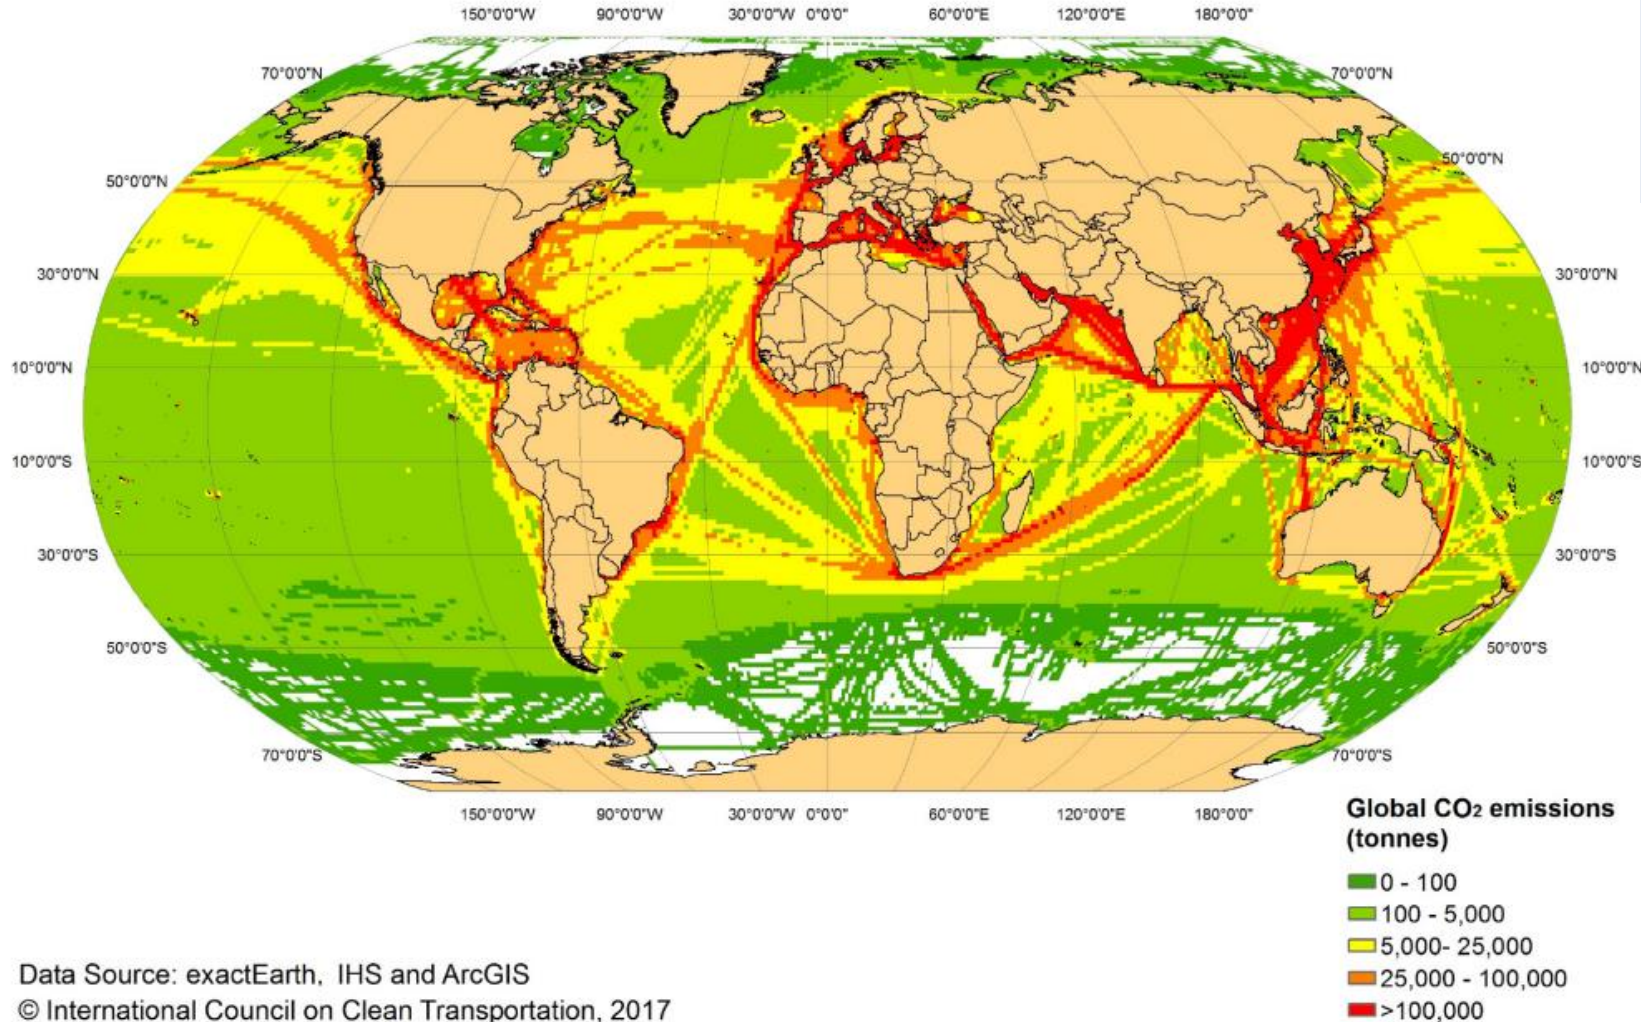 150°0'0"W 90°0'0"W 30°0'0"W 0°0'0" 60°0'0"E 120°0'0"E 180°0'0"
70°0'0"N 70°0'0"N
50°0'0"N 50°0'0"N
30°0'0"N 30°0'0"N
10°0'0"N 10°0'0"N
10°0'0"S 10°0'0"S
30°0'0"S 30°0'0"S
50°0'0"S 50°0'0"S
70°0'0"S 70°0'0"S
150°0'0"W 90°0'0"W 30°0'0"W 0°0'0" 60°0'0"E 120°0'0"E 180°0'0"
Global CO₂ emissions
(tonnes)
0 - 100
100 - 5,000
5,000- 25,000
25,000 - 100,000
>100,000
Data Source: exactEarth, IHS and ArcGIS
© International Council on Clean Transportation, 2017